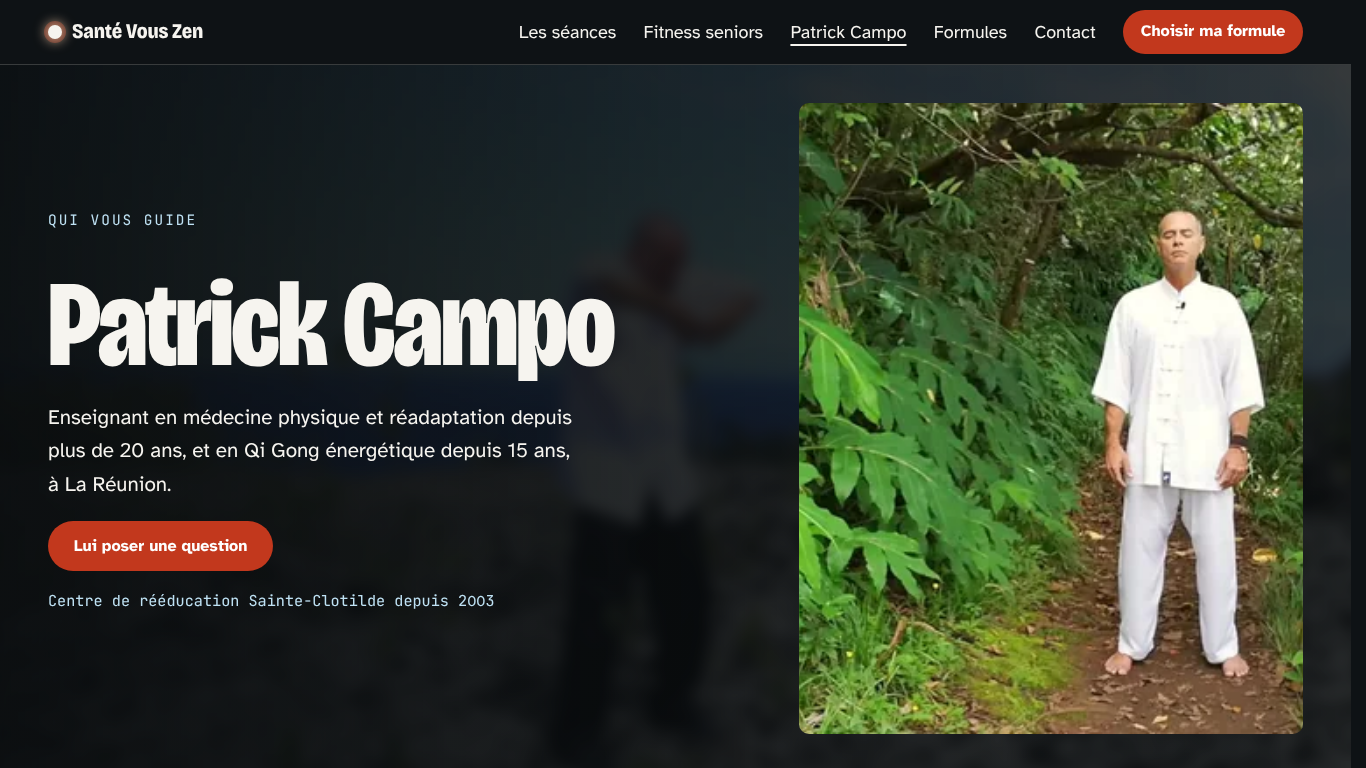 Santé Vous Zen
Les séances
Fitness seniors
Patrick Campo
Formules
Contact
Choisir ma formule
QUI VOUS GUIDE
Patrick Campo
Enseignant en médecine physique et réadaptation depuis
plus de 20 ans, et en Qi Gong énergétique depuis 15 ans,
à La Réunion.
Lui poser une question
Centre de rééducation Sainte-Clotilde depuis 2003